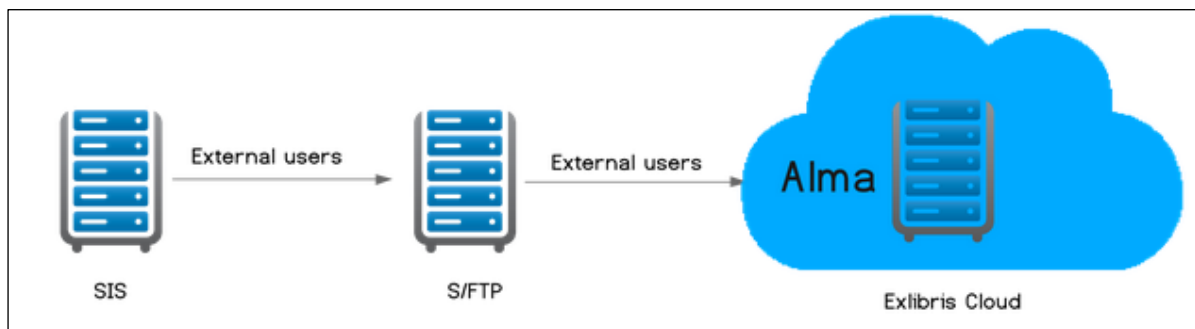 External users
External users
Alma
SIS
S/FTP
Exlibris Cloud